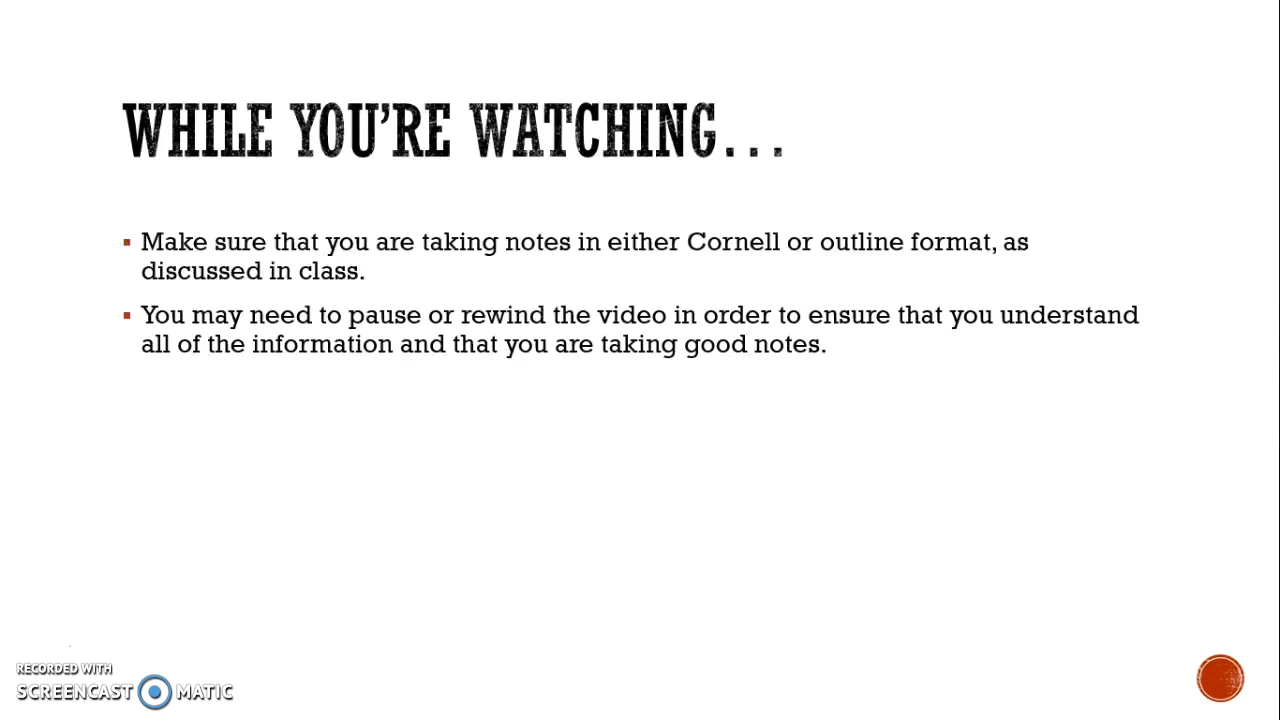 WHILE YOU'RE WATCHING...
▪ Make sure that you are taking notes in either Cornell or outline format, as
discussed in class.
▪ You may need to pause or rewind the video in order to ensure that you understand
all of the information and that you are taking good notes.
RECORDED WITH
SCREENCAST MATIC